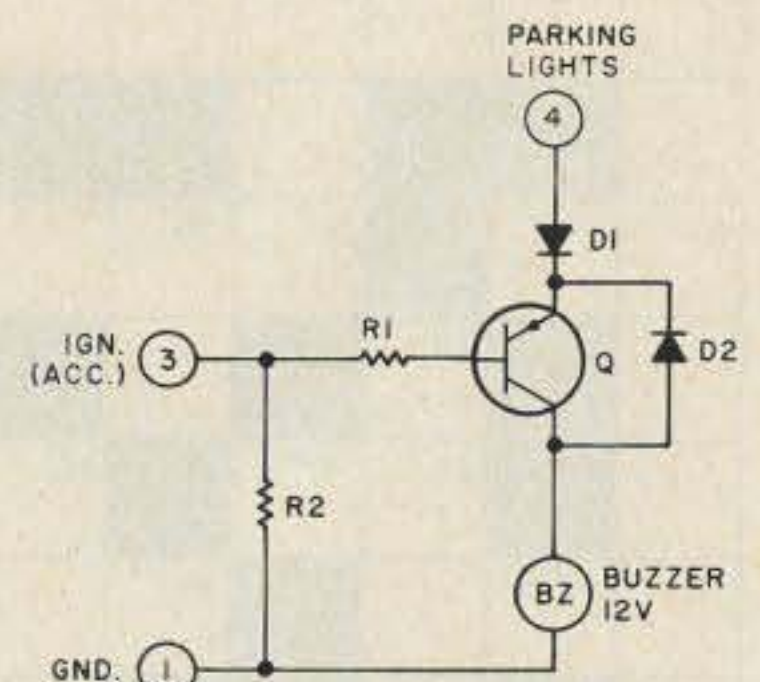 PARKING
LIGHTS
4
D1
R1
IGN.
(ACC.)
3
Q
D2
R2
BZ
BUZZER
12V
GND.
1